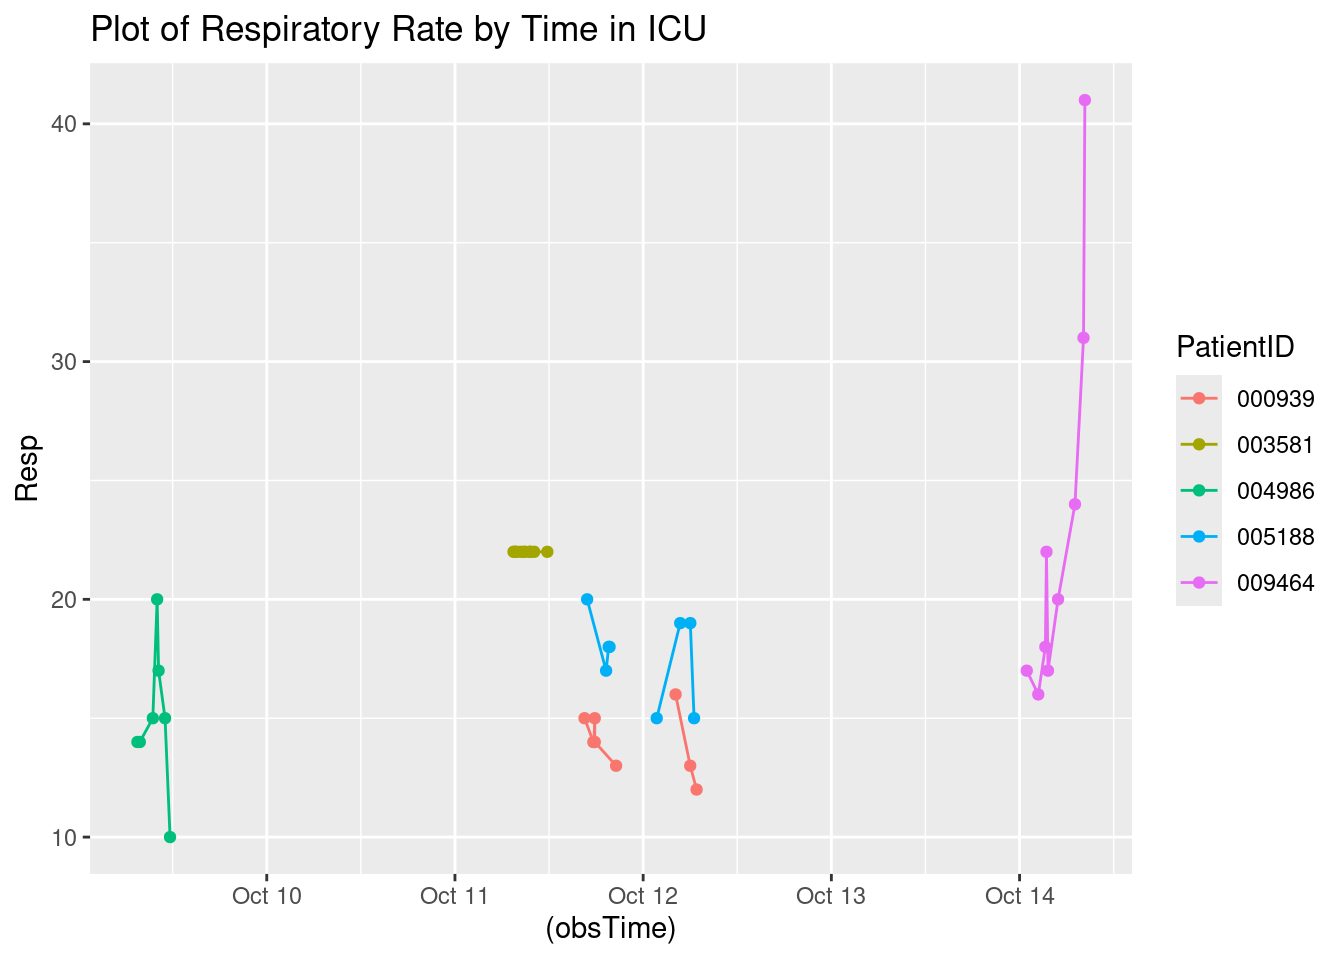 Plot of Respiratory Rate by Time in ICU
40
30
20
10
Resp
Oct 10
Oct 11
Oct 12
Oct 13
Oct 14
(obsTime)
PatientID
000939
003581
004986
005188
009464